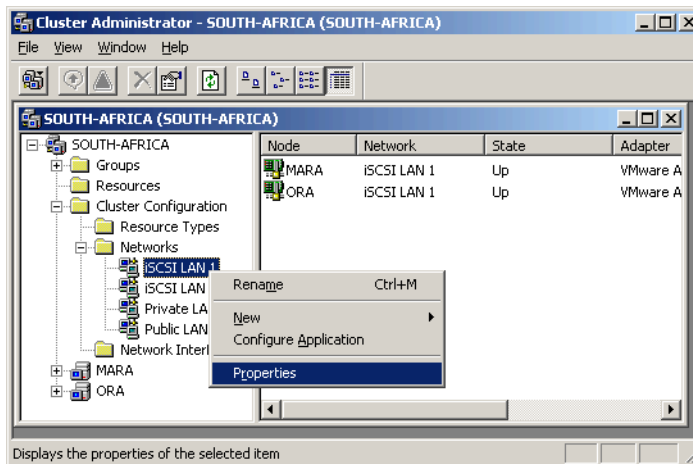 Cluster Administrator - SOUTH-AFRICA (SOUTH-AFRICA)
File View Window Help
SOUTH-AFRICA (SOUTH-AFRICA)
SOUTH-AFRICA
Groups
Resources
Cluster Configuration
Resource Types
Networks
iSCSI LAN 1
iSCSI LAN
Private LA
Public LAN
Network Interf
MARA
ORA
Node Network State Adapter
MARA iSCSI LAN 1 Up VMware A
ORA iSCSI LAN 1 Up VMware A
Rename Ctrl+M
New
Configure Application
Properties
Displays the properties of the selected item